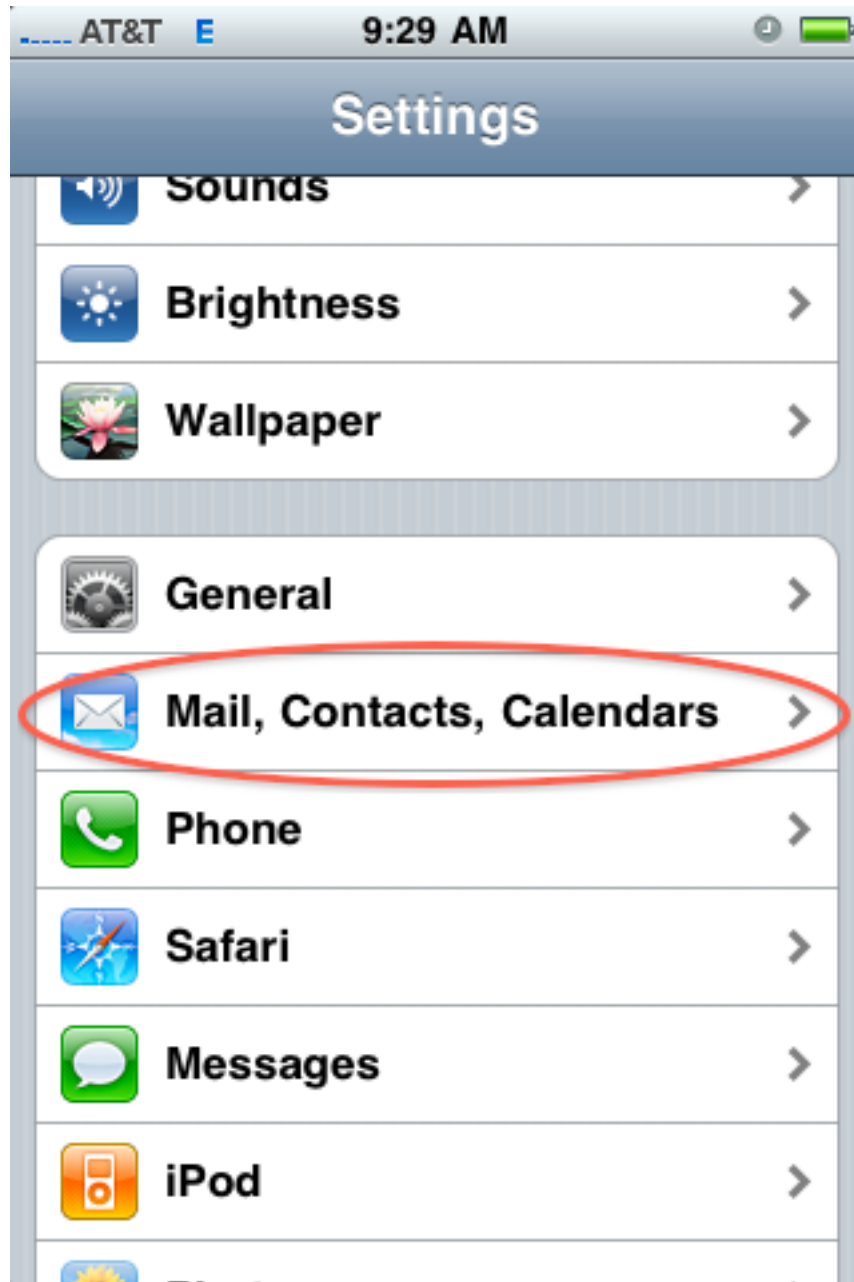 AT&T E 9:29 AM
Settings
Sounds
Brightness
Wallpaper
General
Mail, Contacts, Calendars
Phone
Safari
Messages
iPod